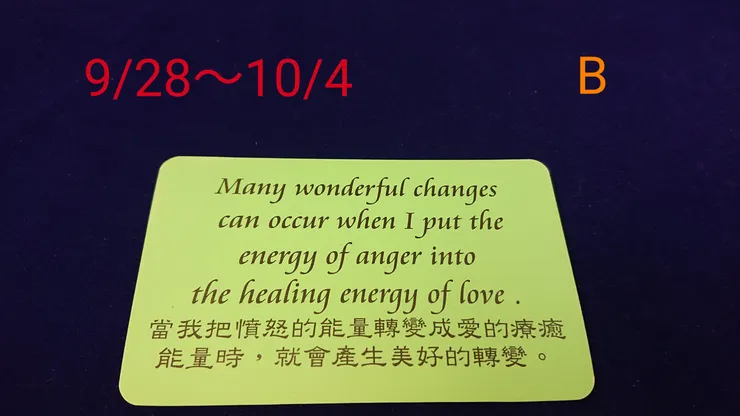 9/28～10/4
B
Many wonderful changes
can occur when I put the
energy of anger into
the healing energy of love .
當我把憤怒的能量轉變成愛的療癒
能量時，就會產生美好的轉變。